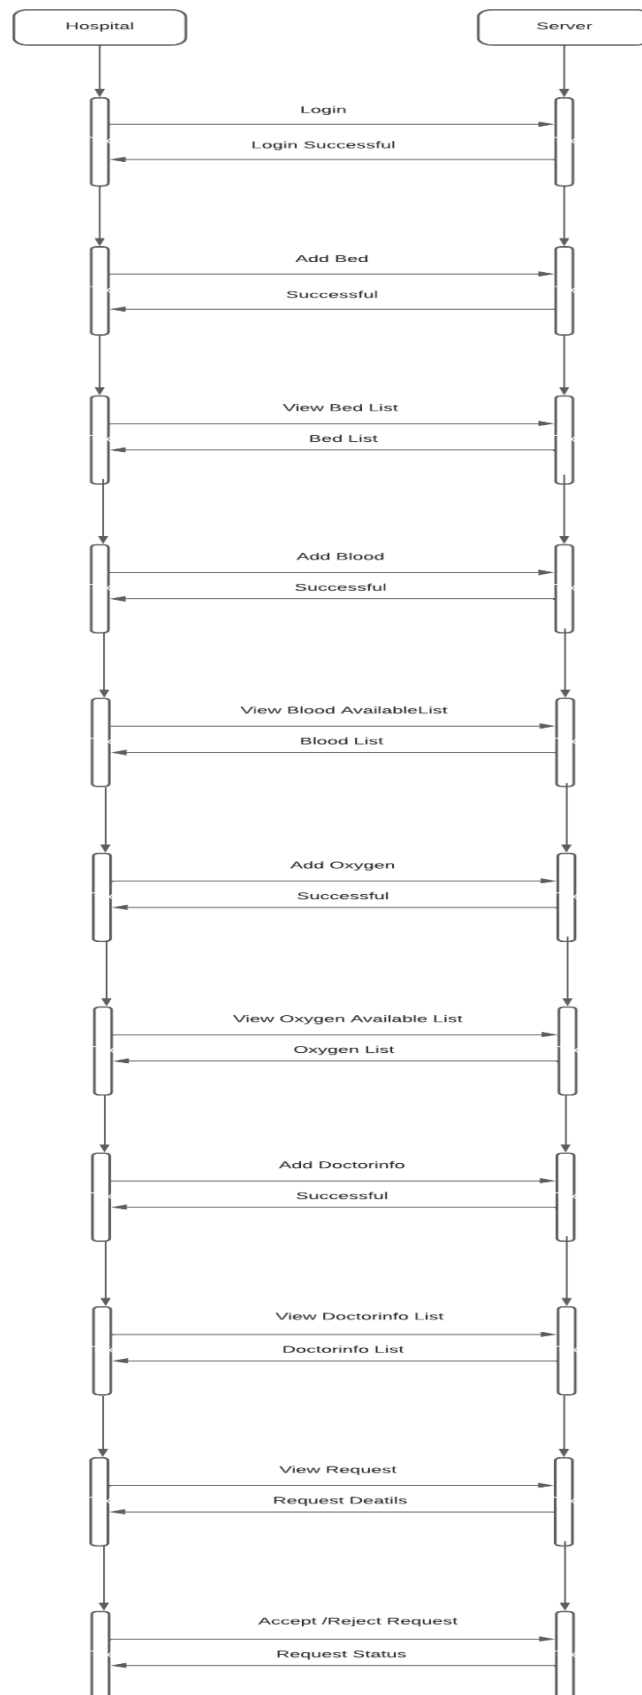 Hospital
Server
Login
Login Successful
Add Bed
Successful
View Bed List
Bed List
Add Blood
Successful
View Blood AvailableList
Blood List
Add Oxygen
Successful
View Oxygen Available List
Oxygen List
Add Doctorinfo
Successful
View Doctorinfo List
Doctorinfo List
View Request
Request Deatils
Accept /Reject Request
Request Status